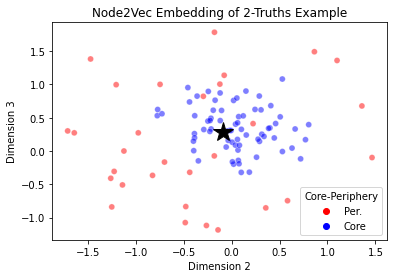 Node2Vec Embedding of 2-Truths Example
Dimension 3
1.5
1.0
0.5
0.0
−0.5
−1.0
−1.5
−1.0
−0.5
0.0
0.5
1.0
1.5
Dimension 2
Core-Periphery
Per.
Core